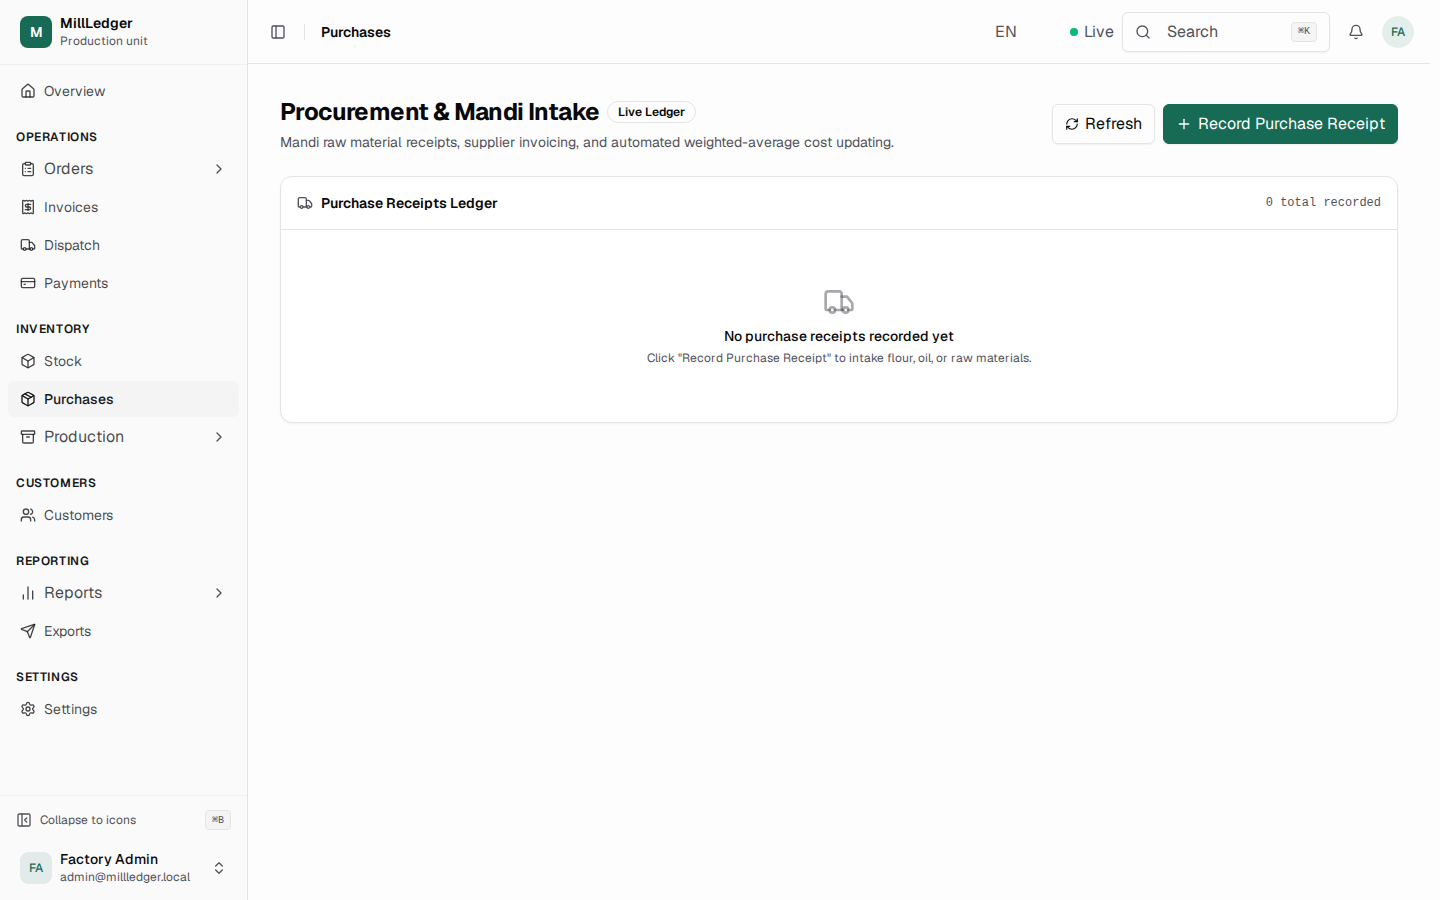 M
MillLedger
Production unit
Overview
OPERATIONS
Orders
Invoices
Dispatch
Payments
INVENTORY
Stock
Purchases
Production
CUSTOMERS
Customers
REPORTING
Reports
Exports
SETTINGS
Settings
Collapse to icons ⌘B
FA
Factory Admin
admin@millledger.local
Purchases
EN
Live
Search ⌘K
FA
Procurement & Mandi Intake
Live Ledger
Mandi raw material receipts, supplier invoicing, and automated weighted-average cost updating.
Refresh
Record Purchase Receipt
Purchase Receipts Ledger
0 total recorded
No purchase receipts recorded yet
Click "Record Purchase Receipt" to intake flour, oil, or raw materials.